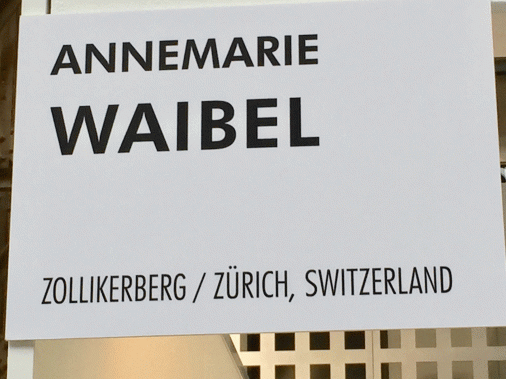 ANNEMARIE
WAIBEL
ZOLLIKERBERG / ZÜRICH, SWITZERLAND